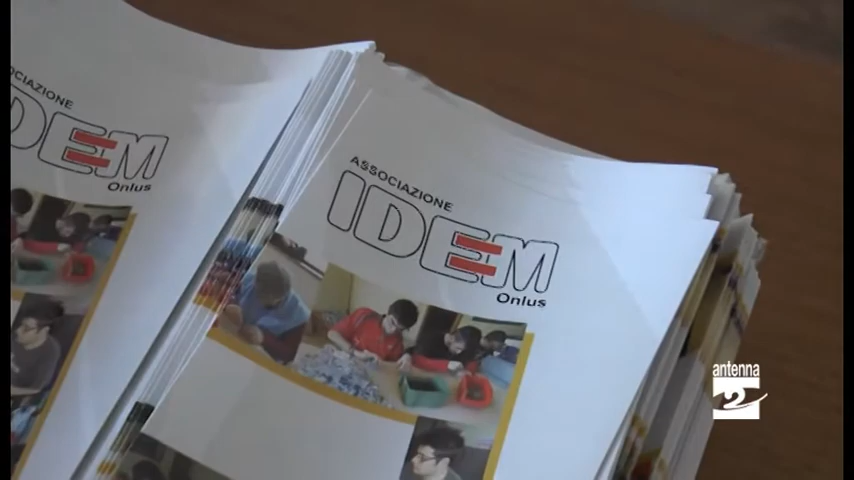 ASSOCIAZIONE
IDEM
Onlus
ASSOCIAZIONE
IDEM
Onlus
antenna
2